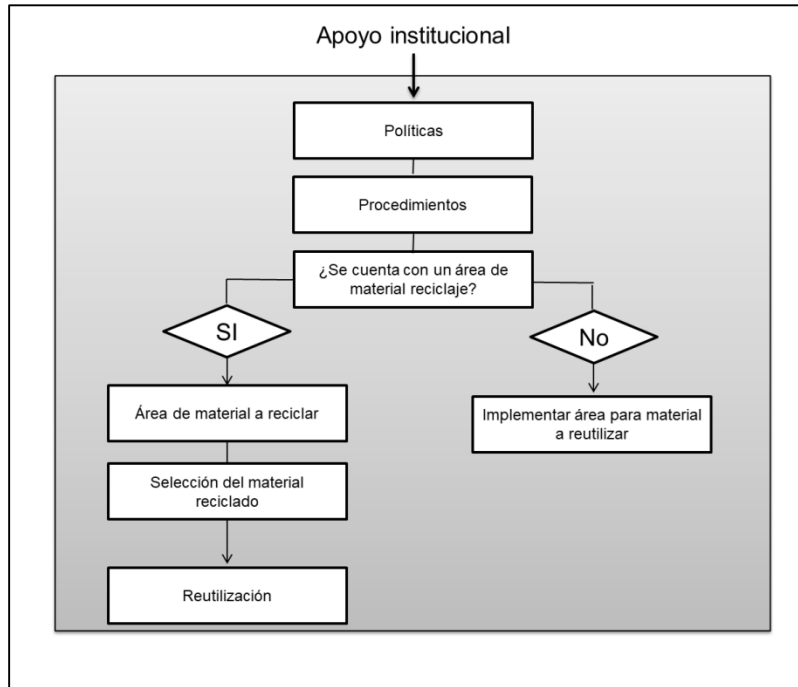 Apoyo institucional
Políticas
Procedimientos
¿Se cuenta con un área de
material reciclaje?
SI
No
Área de material a reciclar
Implementar área para material
a reutilizar
Selección del material
reciclado
Reutilización